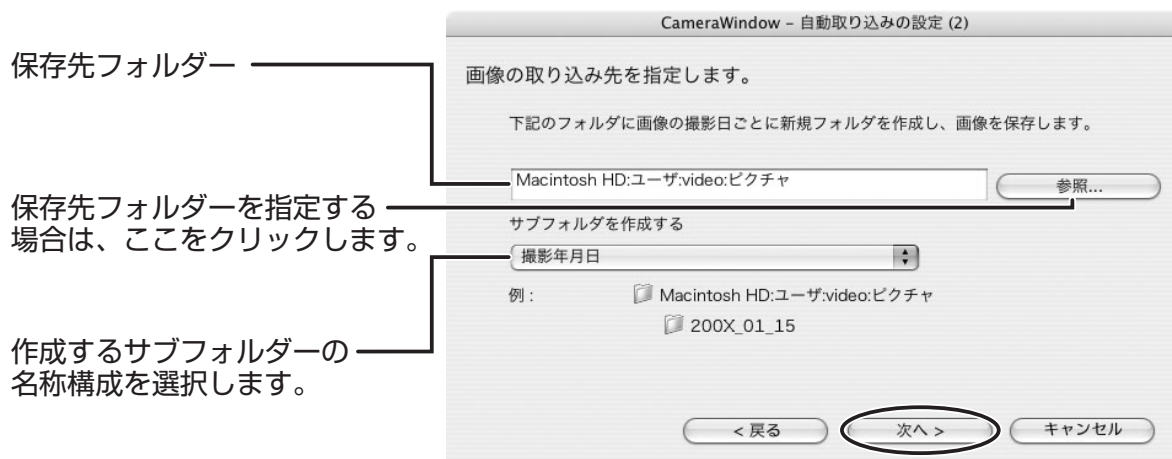 CameraWindow – 自動取り込みの設定 (2)
保存先フォルダー
画像の取り込み先を指定します。
下記のフォルダに画像の撮影日ごとに新規フォルダを作成し、画像を保存します。
Macintosh HD:ユーザ:video:ピクチャ
参照...
保存先フォルダーを指定する
場合は、ここをクリックします。
サブフォルダを作成する
撮影年月日
例 :
Macintosh HD:ユーザ:video:ピクチャ
200X_01_15
作成するサブフォルダーの
名称構成を選択します。
< 戻る
次へ >
キャンセル